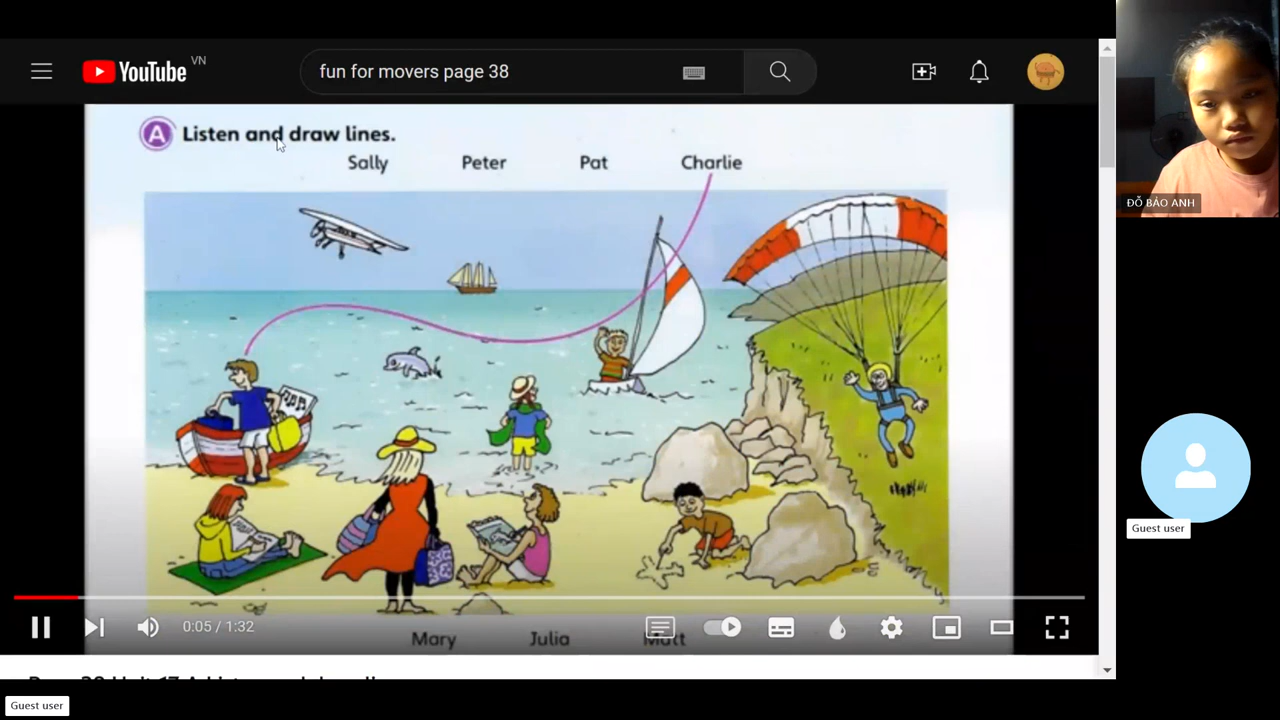 YouTube VN
fun for movers page 38
A Listen and draw lines.
Sally Peter Pat Charlie
0:05 / 1:32
Mary Julia Matt
ĐỖ BẢO ANH
Guest user
Guest user